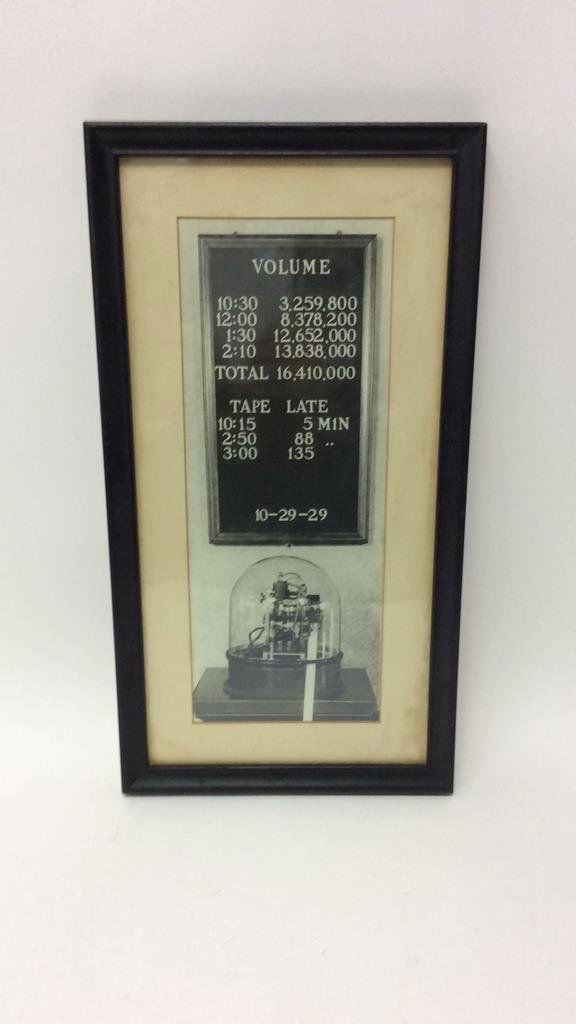 VOLUME
10:30 3,259,800
12:00 8,378,200
1:30 12,652,000
2:10 13,838,000
TOTAL 16,410,000
TAPE LATE
10:15 5 MIN
2:50 88 〃
3:00 135
10-29-29